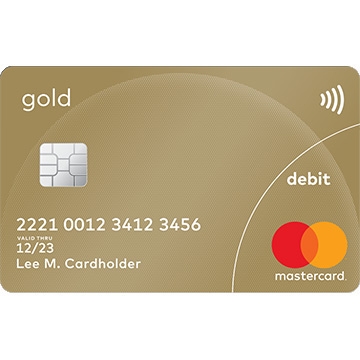 gold
debit
2221 0012 3412 3456
VALID THRU
12/23
Lee M. Cardholder
mastercard.